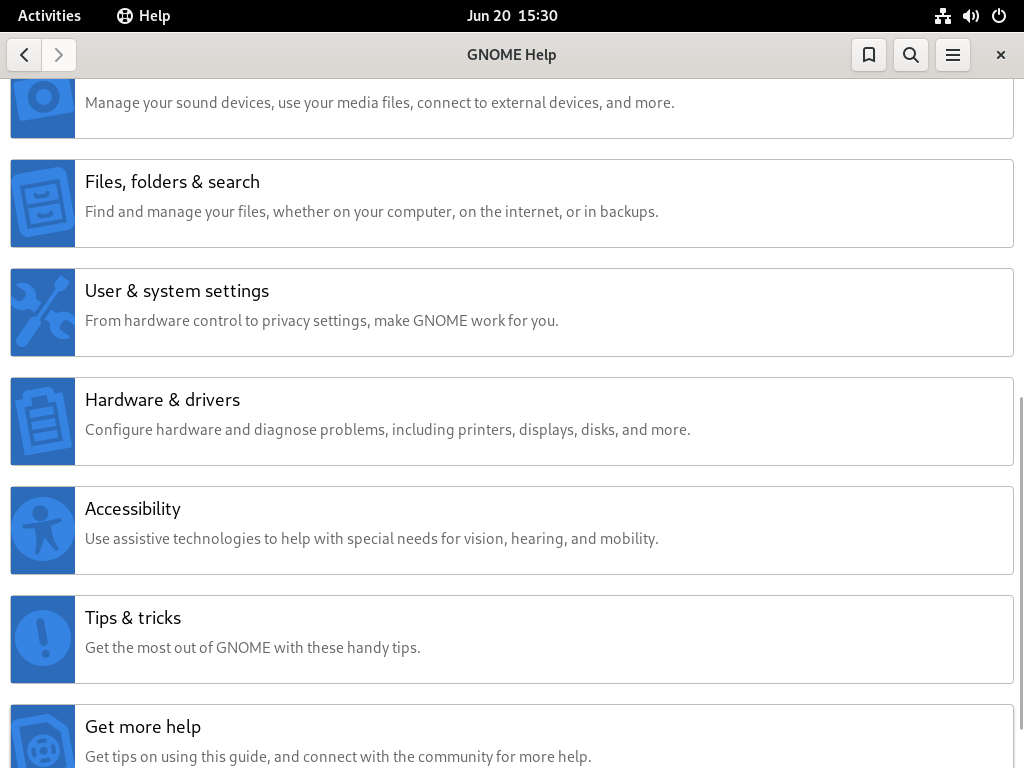 Activities Help Jun 20 15:30
GNOME Help
Manage your sound devices, use your media files, connect to external devices, and more.
Files, folders & search
Find and manage your files, whether on your computer, on the internet, or in backups.
User & system settings
From hardware control to privacy settings, make GNOME work for you.
Hardware & drivers
Configure hardware and diagnose problems, including printers, displays, disks, and more.
Accessibility
Use assistive technologies to help with special needs for vision, hearing, and mobility.
Tips & tricks
Get the most out of GNOME with these handy tips.
Get more help
Get tips on using this guide, and connect with the community for more help.